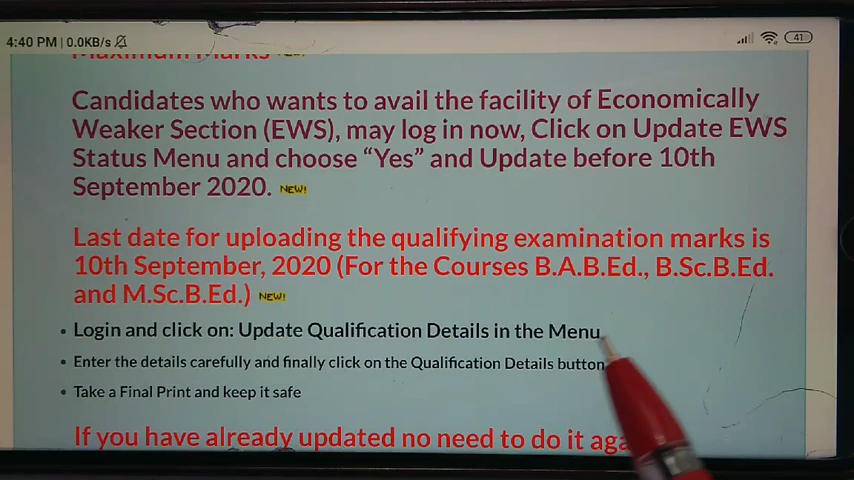 4:40 PM | 0.0KB/s
41
Maximum Marks
Candidates who wants to avail the facility of Economically
Weaker Section (EWS), may log in now, Click on Update EWS
Status Menu and choose “Yes” and Update before 10th
September 2020. NEW!
Last date for uploading the qualifying examination marks is
10th September, 2020 (For the Courses B.A.B.Ed., B.Sc.B.Ed.
and M.Sc.B.Ed.) NEW!
• Login and click on: Update Qualification Details in the Menu
• Enter the details carefully and finally click on the Qualification Details button
• Take a Final Print and keep it safe
If you have already updated no need to do it